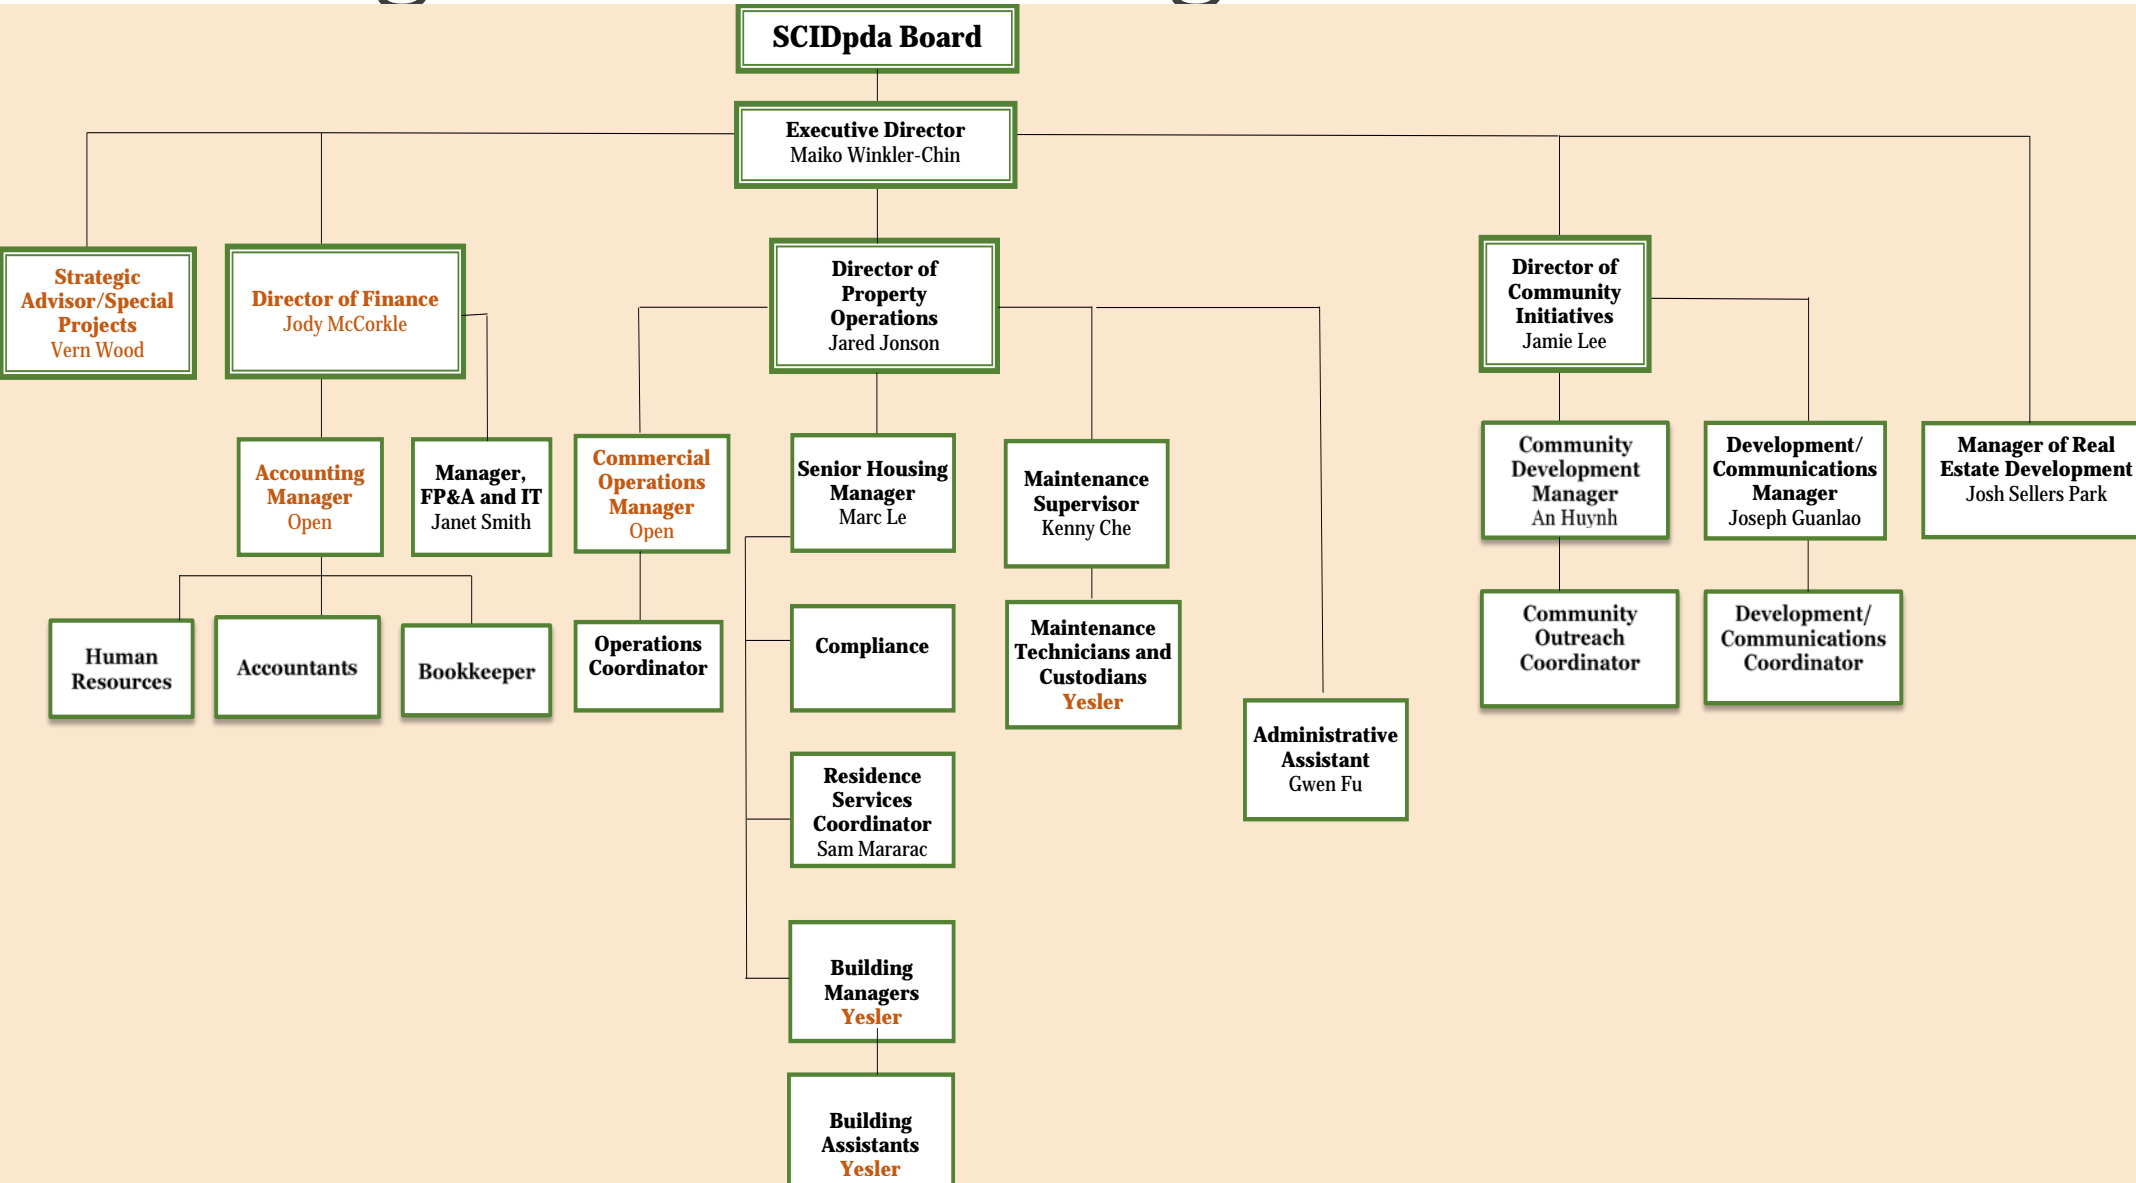 SCIDpda Board
Executive Director
Maiko Winkler-Chin
Strategic
Advisor/Special
Projects
Vern Wood
Director of Finance
Jody McCorkle
Director of
Property
Operations
Jared Jonson
Director of
Community
Initiatives
Jamie Lee
Accounting
Manager
Open
Manager,
FP&A and IT
Janet Smith
Commercial
Operations
Manager
Open
Senior Housing
Manager
Marc Le
Maintenance
Supervisor
Kenny Che
Community
Development
Manager
An Huynh
Development/
Communications
Manager
Joseph Guanlao
Manager of Real
Estate Development
Josh Sellers Park
Human
Resources
Accountants
Bookkeeper
Operations
Coordinator
Compliance
Maintenance
Technicians and
Custodians
Yesler
Administrative
Assistant
Gwen Fu
Community
Outreach
Coordinator
Development/
Communications
Coordinator
Residence
Services
Coordinator
Sam Mararac
Building
Managers
Yesler
Building
Assistants
Yesler